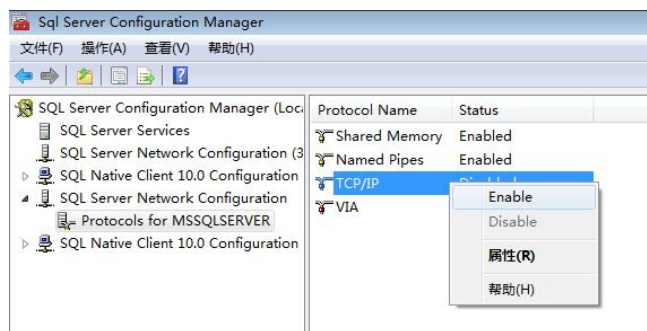 Sql Server Configuration Manager
文件(F) 操作(A) 查看(V) 帮助(H)
SQL Server Configuration Manager (Loca
SQL Server Services
SQL Server Network Configuration (3
SQL Native Client 10.0 Configuration
SQL Server Network Configuration
Protocols for MSSQLSERVER
SQL Native Client 10.0 Configuration
Protocol Name Status
Shared Memory Enabled
Named Pipes Enabled
TCP/IP
VIA
Enable
Disable
属性(R)
帮助(H)